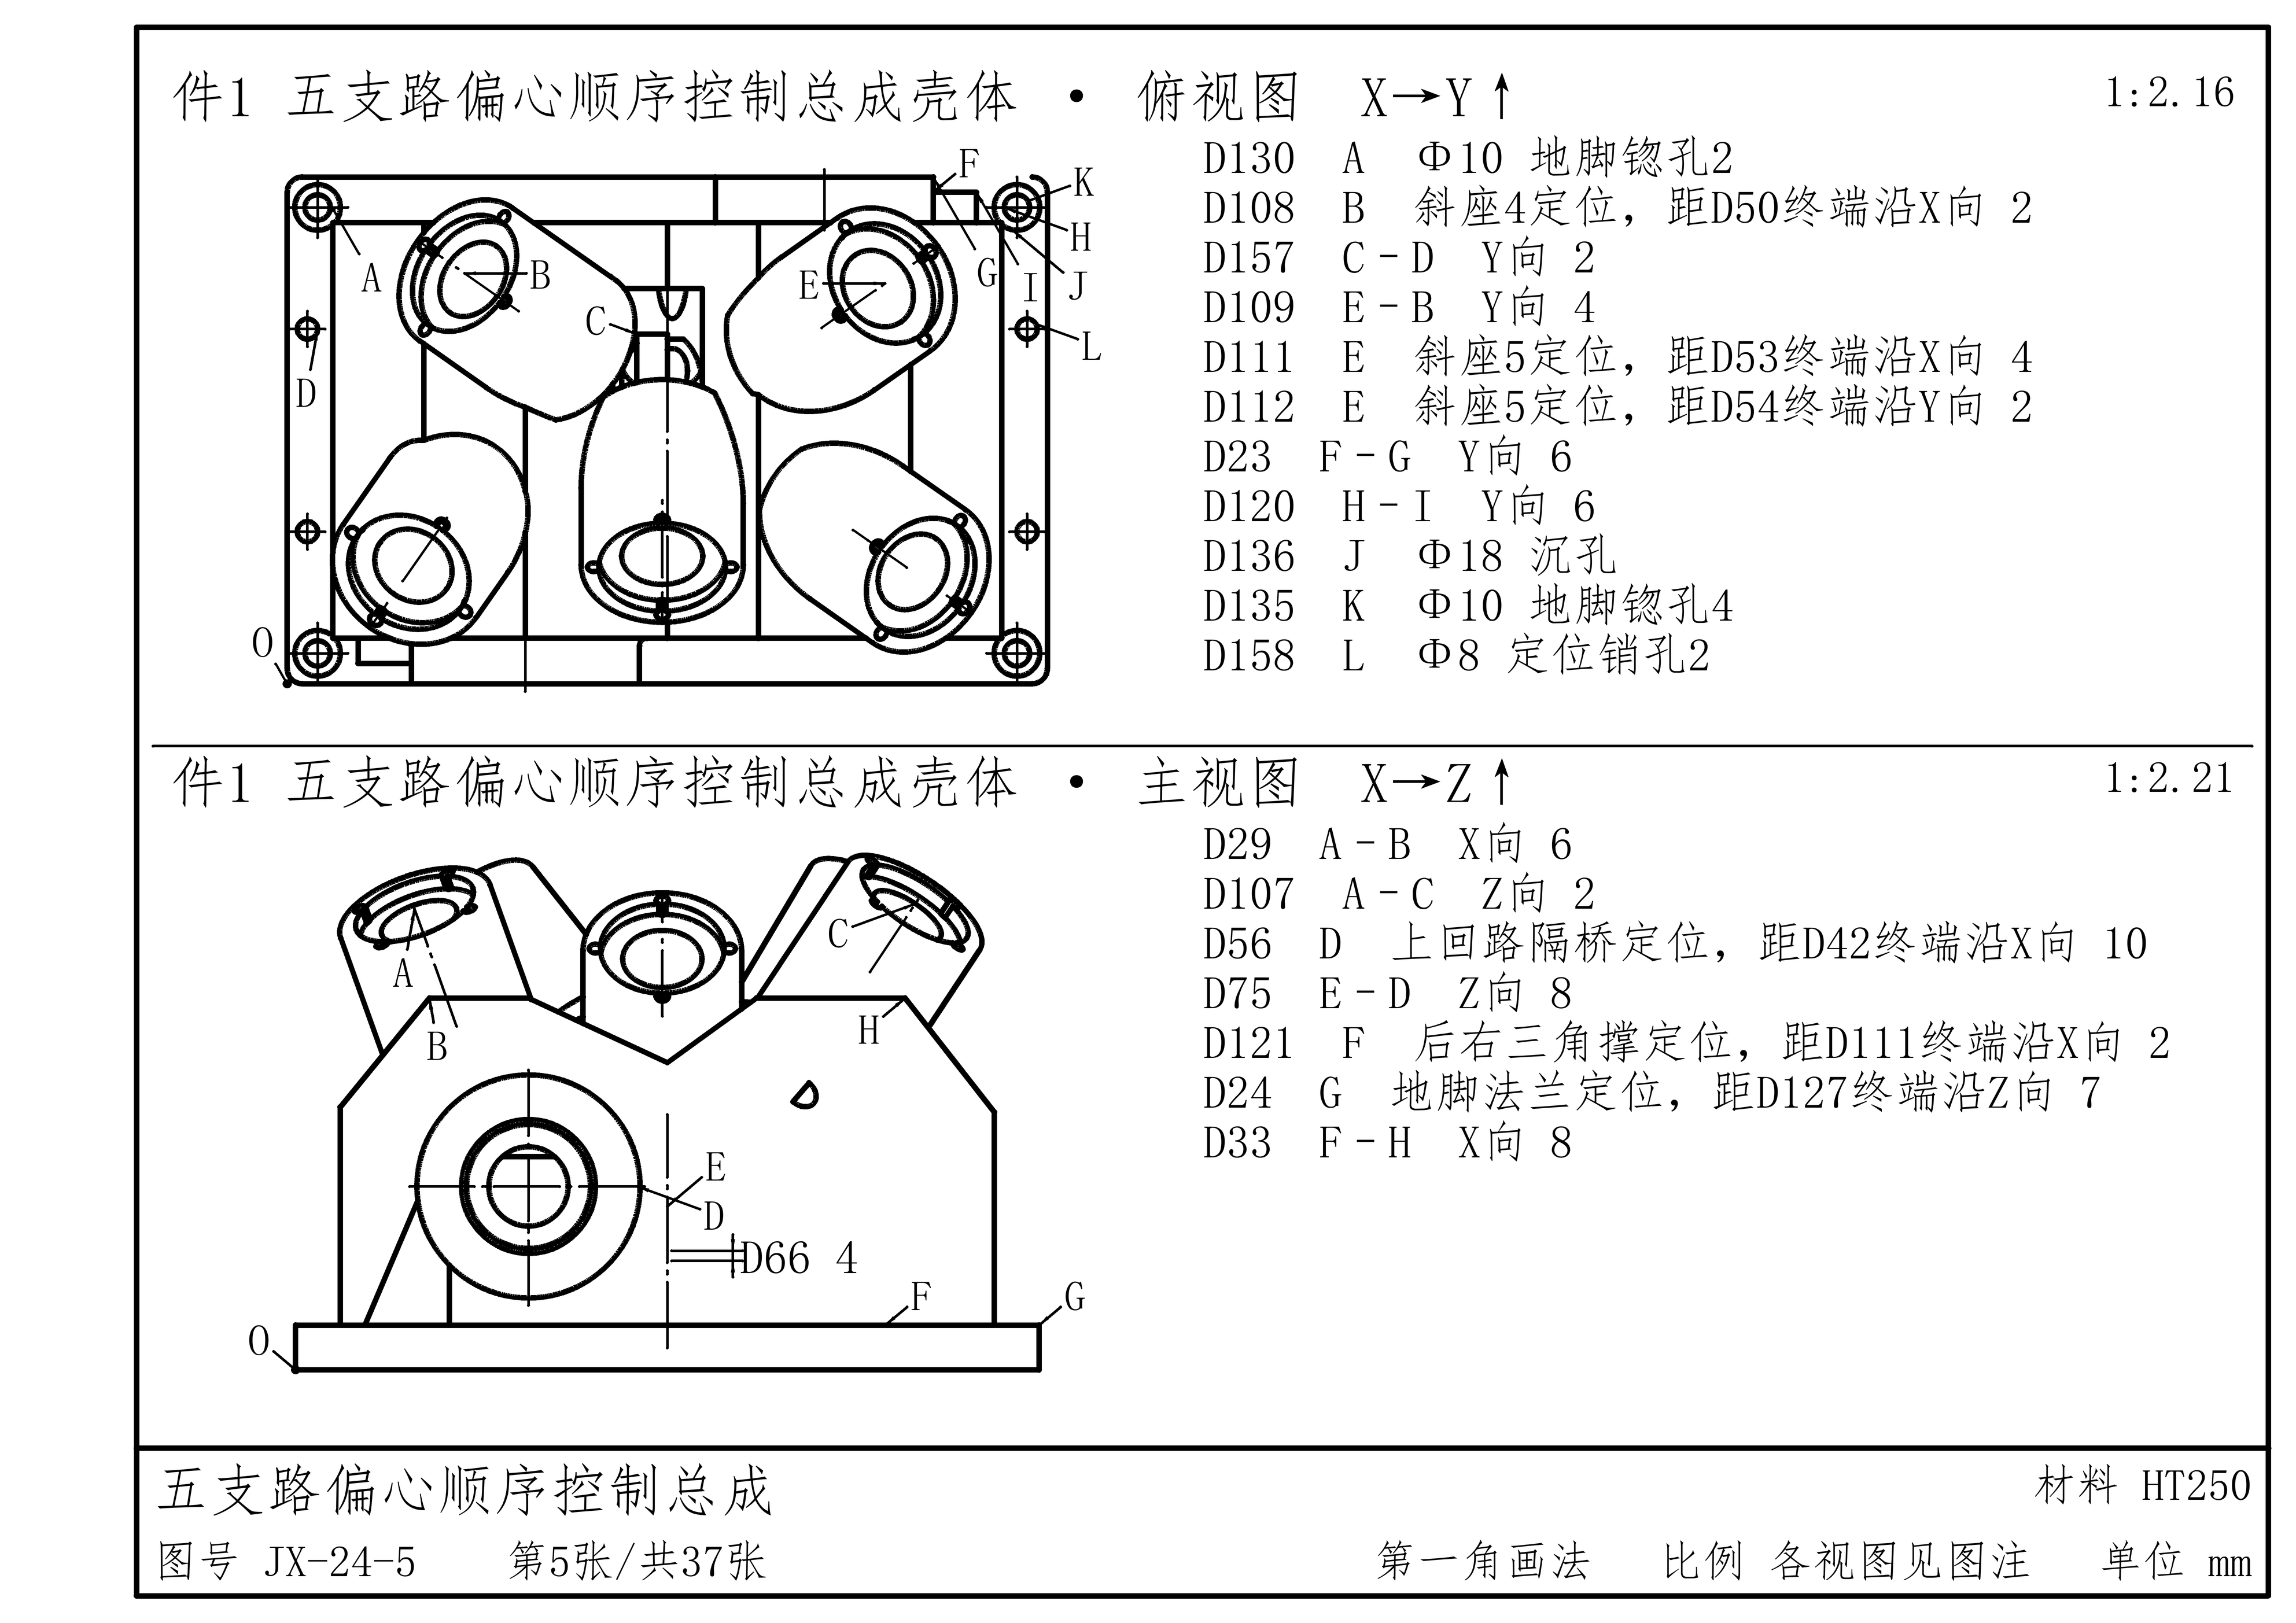 件1 五支路偏心顺序控制总成壳体 · 俯视图 X→Y↑ 1:2.16
D130 A Φ10 地脚锪孔2
D108 B 斜座4定位，距D50终端沿X向 2
D157 C-D Y向 2
D109 E-B Y向 4
D111 E 斜座5定位，距D53终端沿X向 4
D112 E 斜座5定位，距D54终端沿Y向 2
D23 F-G Y向 6
D120 H-I Y向 6
D136 J Φ18 沉孔
D135 K Φ10 地脚锪孔4
D158 L Φ8 定位销孔2
F
K
H
A
B
E
G
I
J
C
L
D
O
件1 五支路偏心顺序控制总成壳体 · 主视图 X→Z↑ 1:2.21
D29 A-B X向 6
D107 A-C Z向 2
D56 D 上回路隔桥定位，距D42终端沿X向 10
D75 E-D Z向 8
D121 F 后右三角撑定位，距D111终端沿X向 2
D24 G 地脚法兰定位，距D127终端沿Z向 7
D33 F-H X向 8
C
A
B
H
E
D
D66 4
F
G
O
五支路偏心顺序控制总成 材料 HT250
图号 JX-24-5 第5张/共37张 第一角画法 比例 各视图见图注 单位 mm